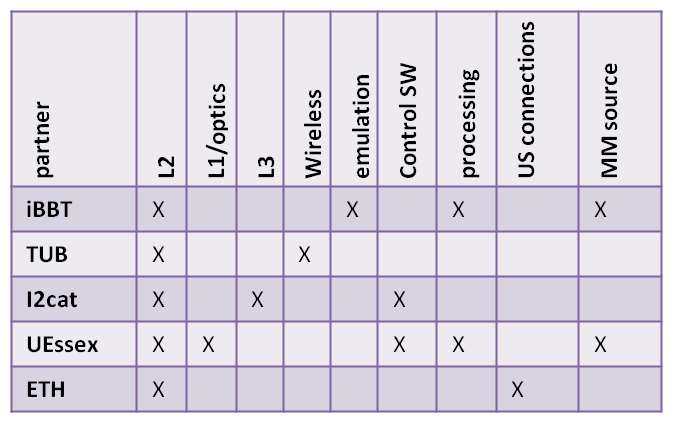 partner L2 L1/optics L3 Wireless emulation Control SW processing US connections MM source
iBBT X X X X
TUB X X
I2cat X X X
UEssex X X X X X
ETH X X